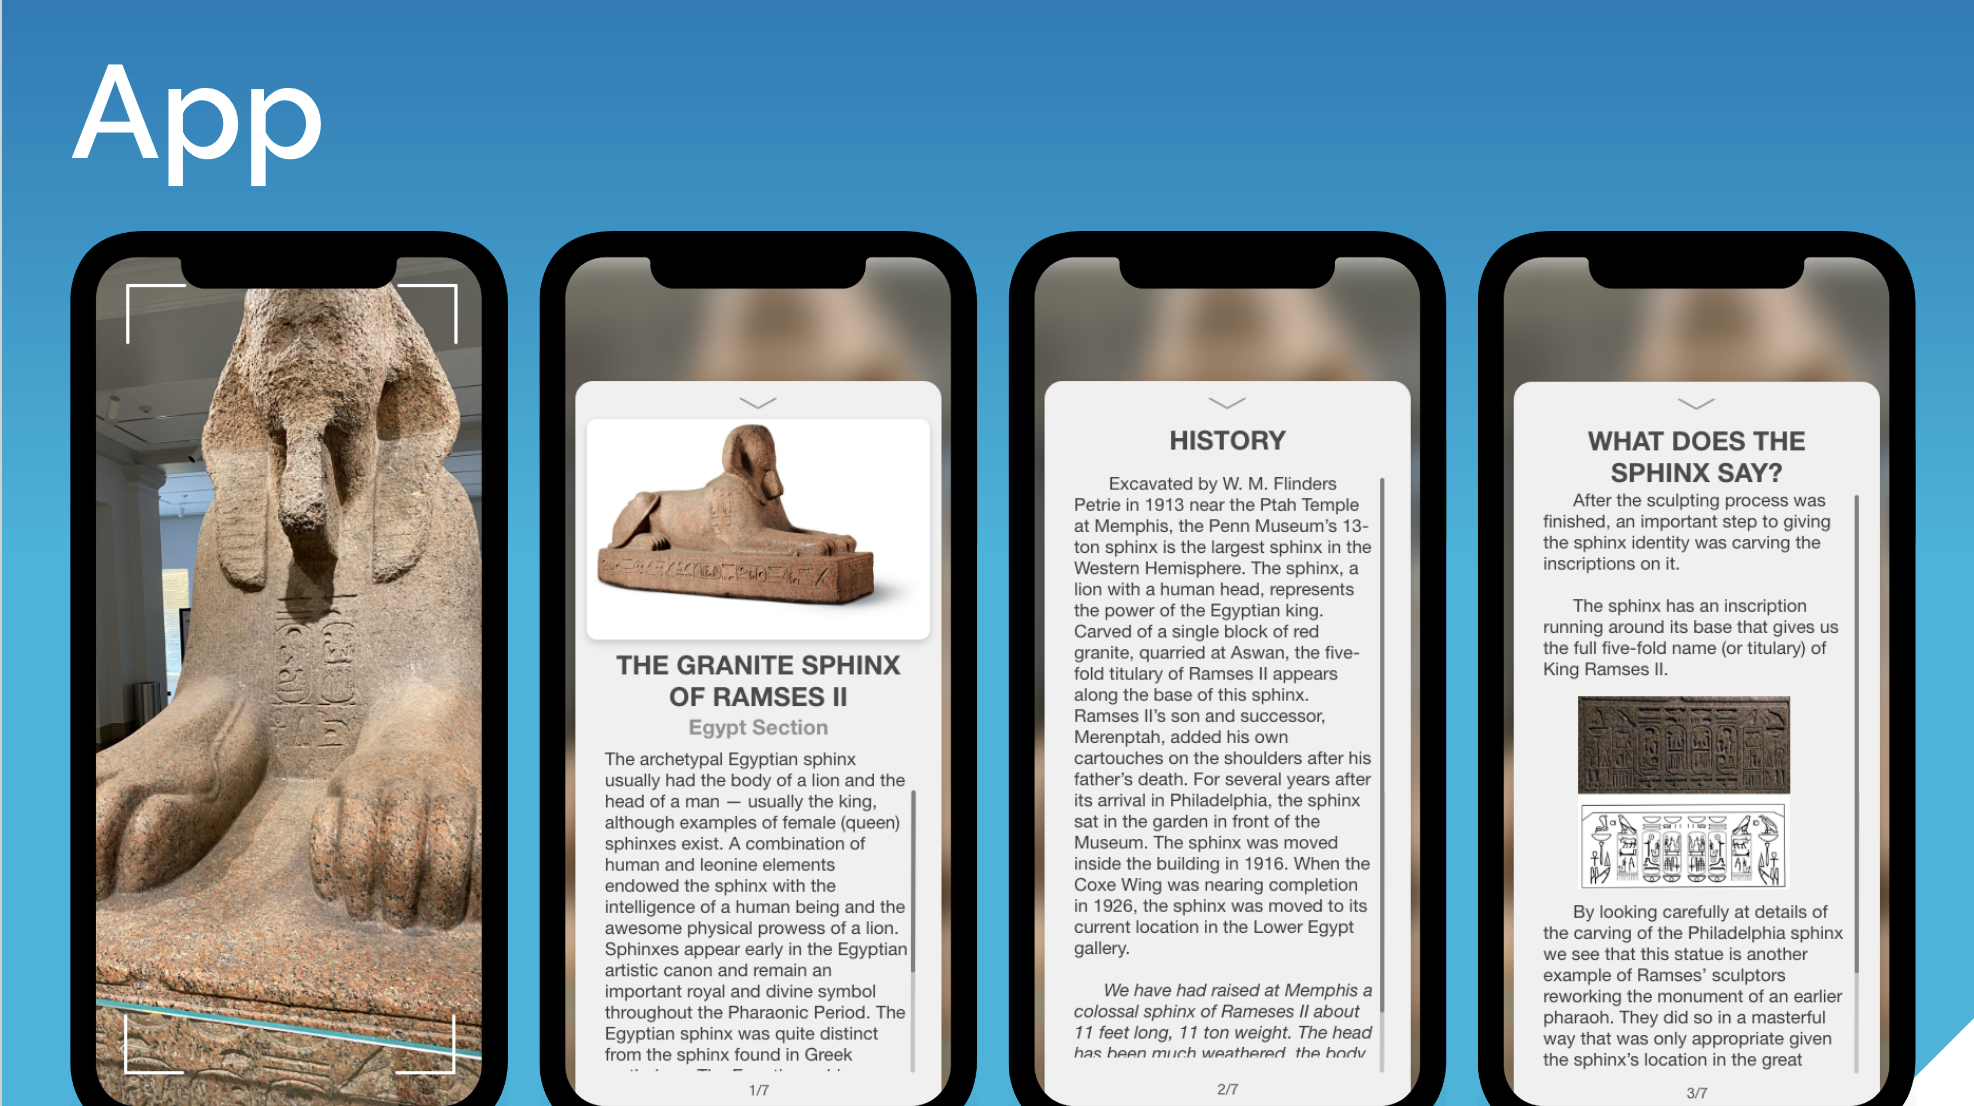 App
THE GRANITE SPHINX
OF RAMSES II
Egypt Section
The archetypal Egyptian sphinx
usually had the body of a lion and the
head of a man — usually the king,
although examples of female (queen)
sphinxes exist. A combination of
human and leonine elements
endowed the sphinx with the
intelligence of a human being and the
awesome physical prowess of a lion.
Sphinxes appear early in the Egyptian
artistic canon and remain an
important royal and divine symbol
throughout the Pharaonic Period. The
Egyptian sphinx was quite distinct
from the sphinx found in Greek
1/7
HISTORY
Excavated by W. M. Flinders
Petrie in 1913 near the Ptah Temple
at Memphis, the Penn Museum’s 13-
ton sphinx is the largest sphinx in the
Western Hemisphere. The sphinx, a
lion with a human head, represents
the power of the Egyptian king.
Carved of a single block of red
granite, quarried at Aswan, the five-
fold titulary of Ramses II appears
along the base of this sphinx.
Ramses II’s son and successor,
Merenptah, added his own
cartouches on the shoulders after his
father’s death. For several years after
its arrival in Philadelphia, the sphinx
sat in the garden in front of the
Museum. The sphinx was moved
inside the building in 1916. When the
Coxe Wing was nearing completion
in 1926, the sphinx was moved to its
current location in the Lower Egypt
gallery.
We have had raised at Memphis a
colossal sphinx of Rameses II about
11 feet long, 11 ton weight. The head
has been much weathered, the body
2/7
WHAT DOES THE
SPHINX SAY?
After the sculpting process was
finished, an important step to giving
the sphinx identity was carving the
inscriptions on it.
The sphinx has an inscription
running around its base that gives us
the full five-fold name (or titulary) of
King Ramses II.
By looking carefully at details of
the carving of the Philadelphia sphinx
we see that this statue is another
example of Ramses’ sculptors
reworking the monument of an earlier
pharaoh. They did so in a masterful
way that was only appropriate given
the sphinx’s location in the great
3/7